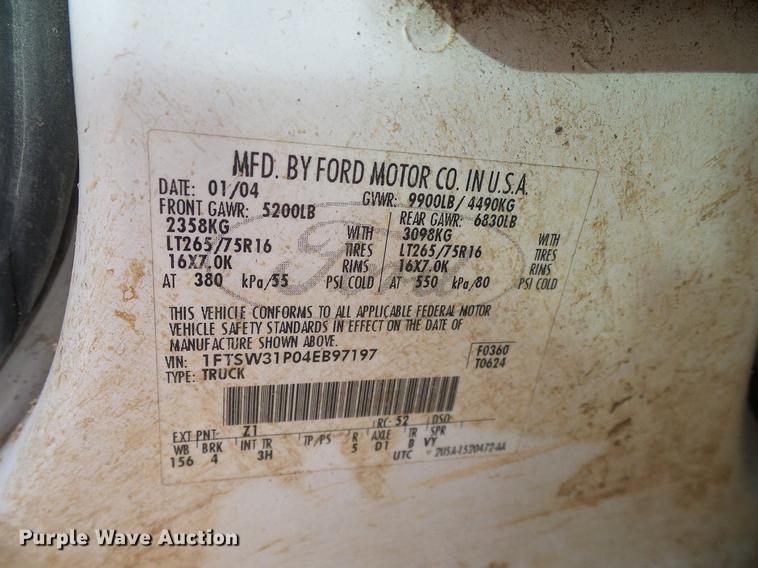 MFD. BY FORD MOTOR CO. IN U.S.A.
DATE: 01/04 GVWR: 9900LB/ 4490KG
FRONT GAWR: 5200LB REAR GAWR: 6830LB
2358KG WITH 3098KG WITH
LT265/75R16 TIRES LT265/75R16 TIRES
16X7.0K RIMS 16X7.0K RIMS
AT 380 kPa/55 PSI COLD AT 550 kPa/80 PSI COLD
THIS VEHICLE CONFORMS TO ALL APPLICABLE FEDERAL MOTOR
VEHICLE SAFETY STANDARDS IN EFFECT ON THE DATE OF
MANUFACTURE SHOWN ABOVE.
VIN: 1FTSW31P04EB97197 F0360
TYPE: TRUCK T0624
EXT PNT: Z1 RC: 52 DSO:
WB BRK INT TR TP/PS R AXLE TR SPR
156 4 3H 5 D1 B VY
UTC 2U5A-1520472-AA
Ford
Purple Wave Auction